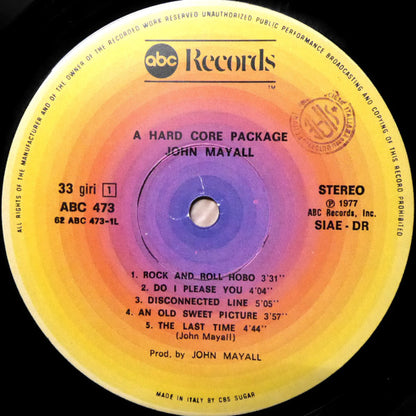 ALL RIGHTS OF THE MANUFACTURER AND OF THE OWNER OF THE RECORDED WORK RESERVED UNAUTHORIZED PUBLIC PERFORMANCE BROADCASTING AND COPYING OF THIS RECORD PROHIBITED
abc Records
TM
A HARD CORE PACKAGE
JOHN MAYALL
33 giri 1
ABC 473
62 ABC 473-1L
STEREO
℗ 1977
ABC Records, Inc.
SIAE - DR
1. ROCK AND ROLL HOBO 3'31''
2. DO I PLEASE YOU 4'04''
3. DISCONNECTED LINE 5'05''
4. AN OLD SWEET PICTURE 3'57''
5. THE LAST TIME 4'44''
(John Mayall)
Prod. by JOHN MAYALL
MADE IN ITALY BY CBS SUGAR